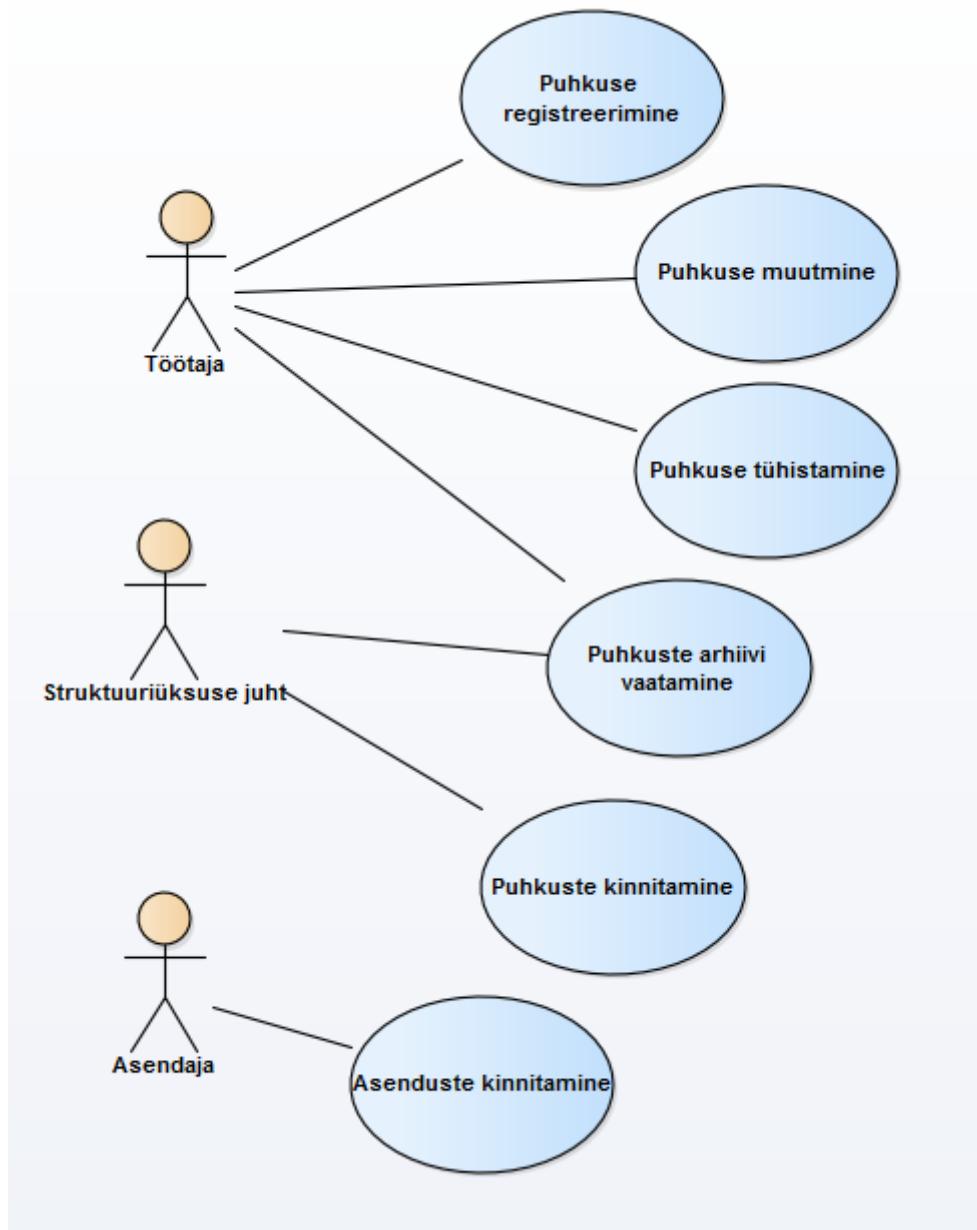 Puhkuse
registreerimine
Puhkuse muutmine
Töötaja
Puhkuse tühistamine
Puhkuste arhiivi
vaatamine
Struktuuriüksuse juht
Puhkuste kinnitamine
Asendaja
Asenduste kinnitamine